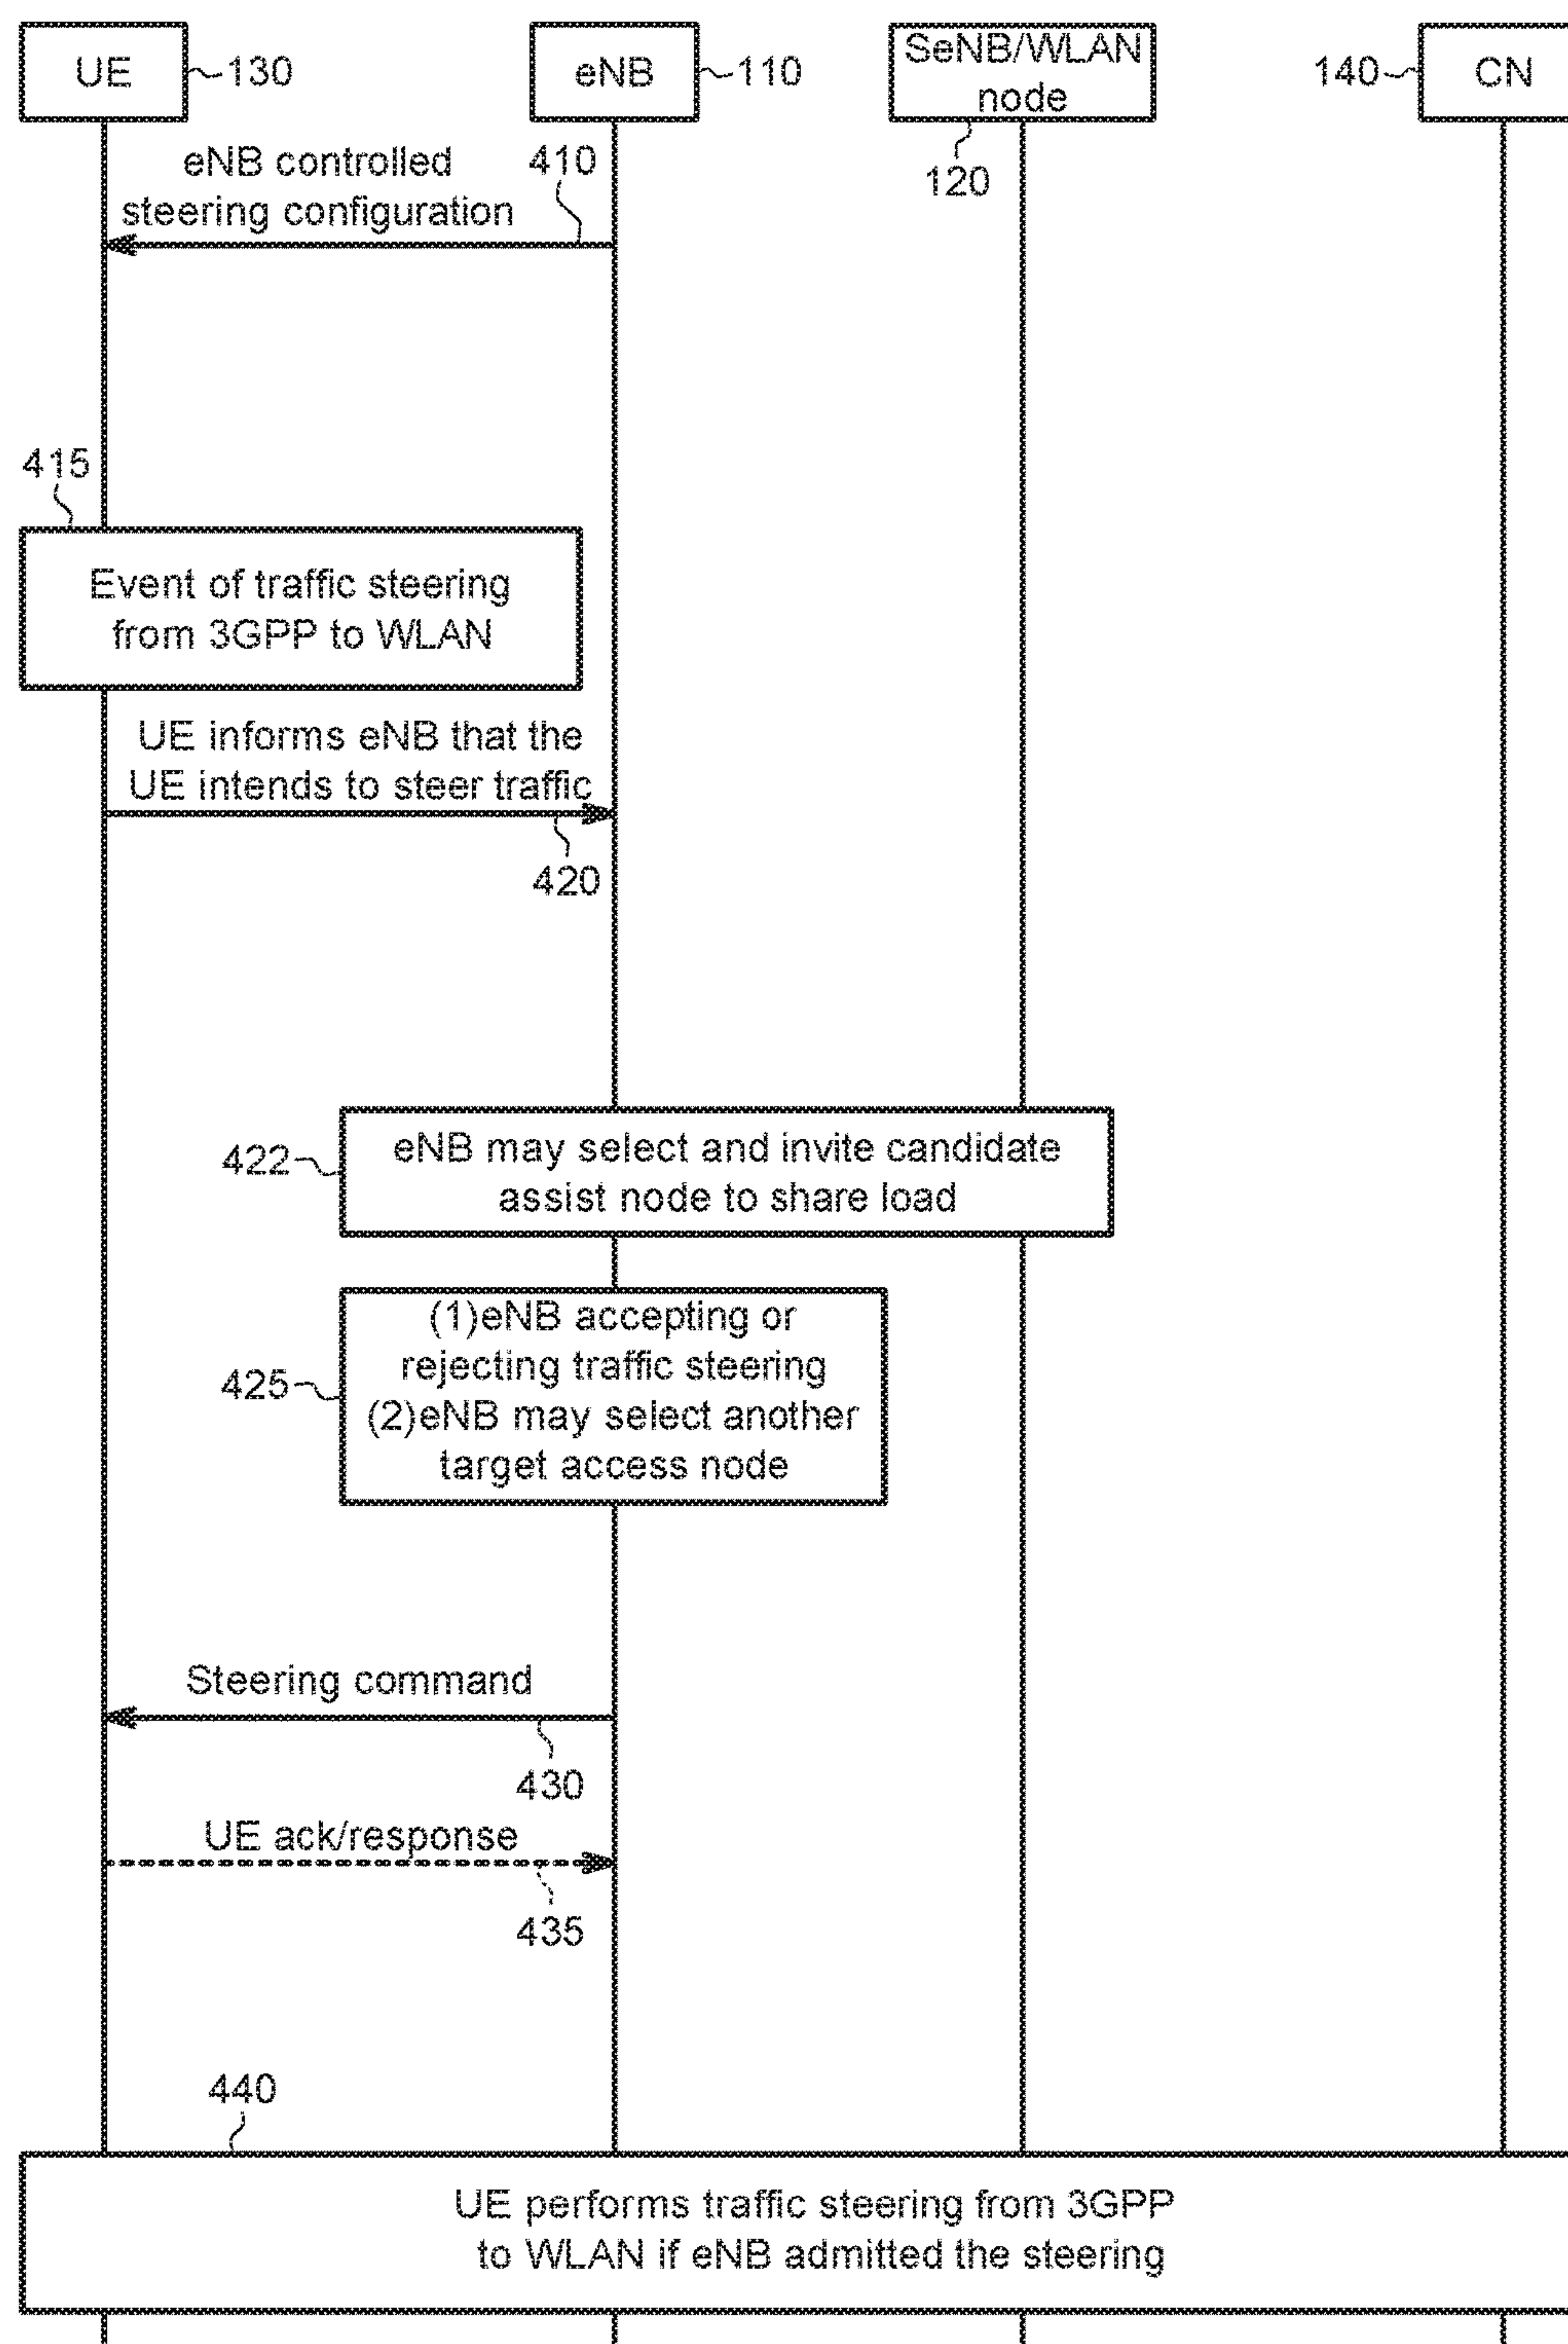 UE
130
eNB
110
SeNB/WLAN
node
120
140
CN
eNB controlled
steering configuration
410
415
Event of traffic steering
from 3GPP to WLAN
UE informs eNB that the
UE intends to steer traffic
420
422
eNB may select and invite candidate
assist node to share load
425
(1)eNB accepting or
rejecting traffic steering
(2)eNB may select another
target access node
Steering command
430
UE ack/response
435
440
UE performs traffic steering from 3GPP
to WLAN if eNB admitted the steering